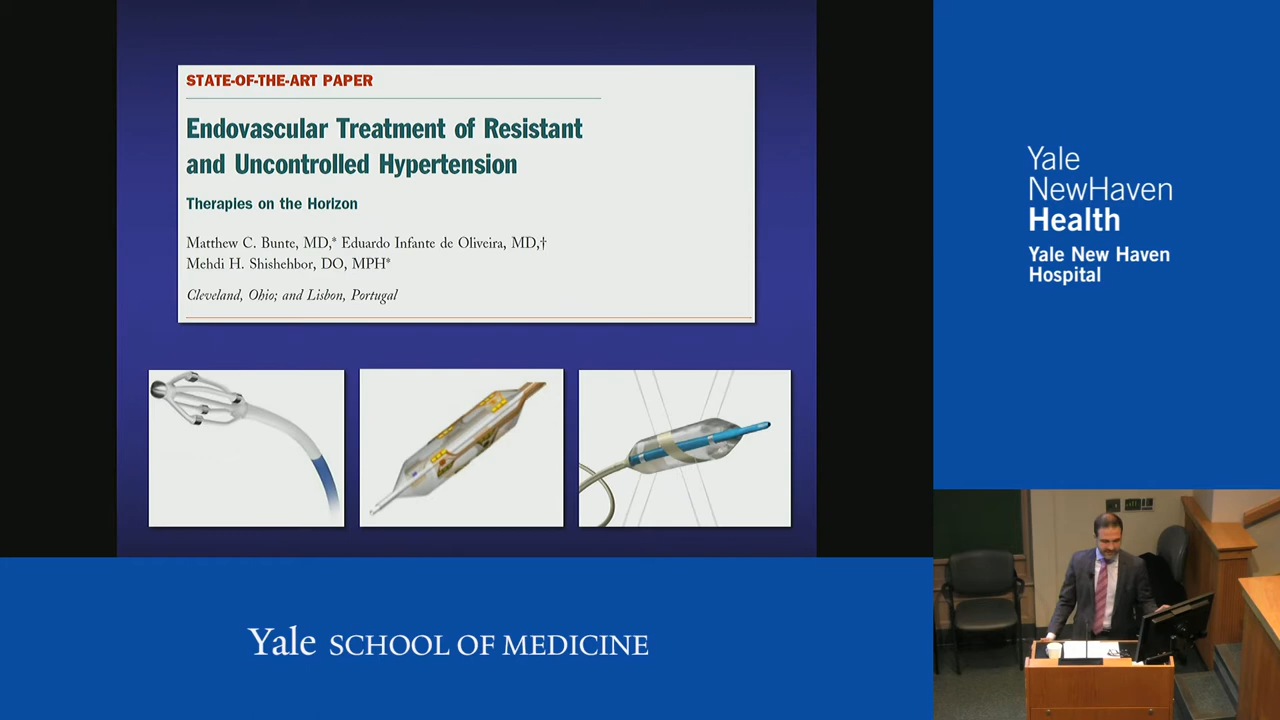 STATE-OF-THE-ART PAPER
Endovascular Treatment of Resistant
and Uncontrolled Hypertension
Therapies on the Horizon
Matthew C. Bunte, MD,* Eduardo Infante de Oliveira, MD,†
Mehdi H. Shishehbor, DO, MPH*
Cleveland, Ohio; and Lisbon, Portugal
Yale
NewHaven
Health
Yale New Haven
Hospital
Yale SCHOOL OF MEDICINE